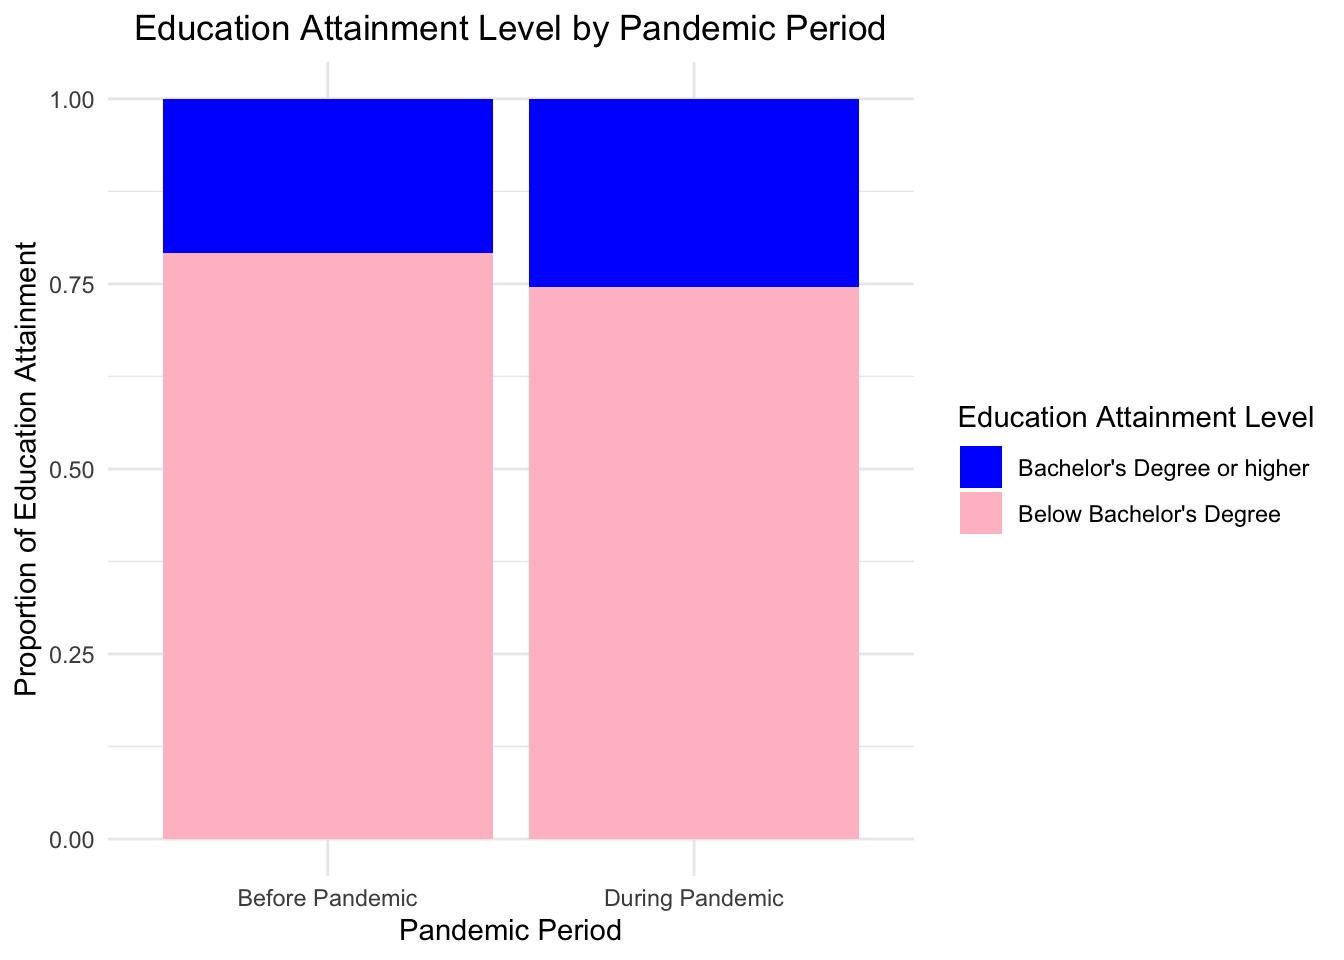 Education Attainment Level by Pandemic Period
Proportion of Education Attainment
1.00
0.75
0.50
0.25
0.00
Before Pandemic
During Pandemic
Pandemic Period
Education Attainment Level
Bachelor's Degree or higher
Below Bachelor's Degree